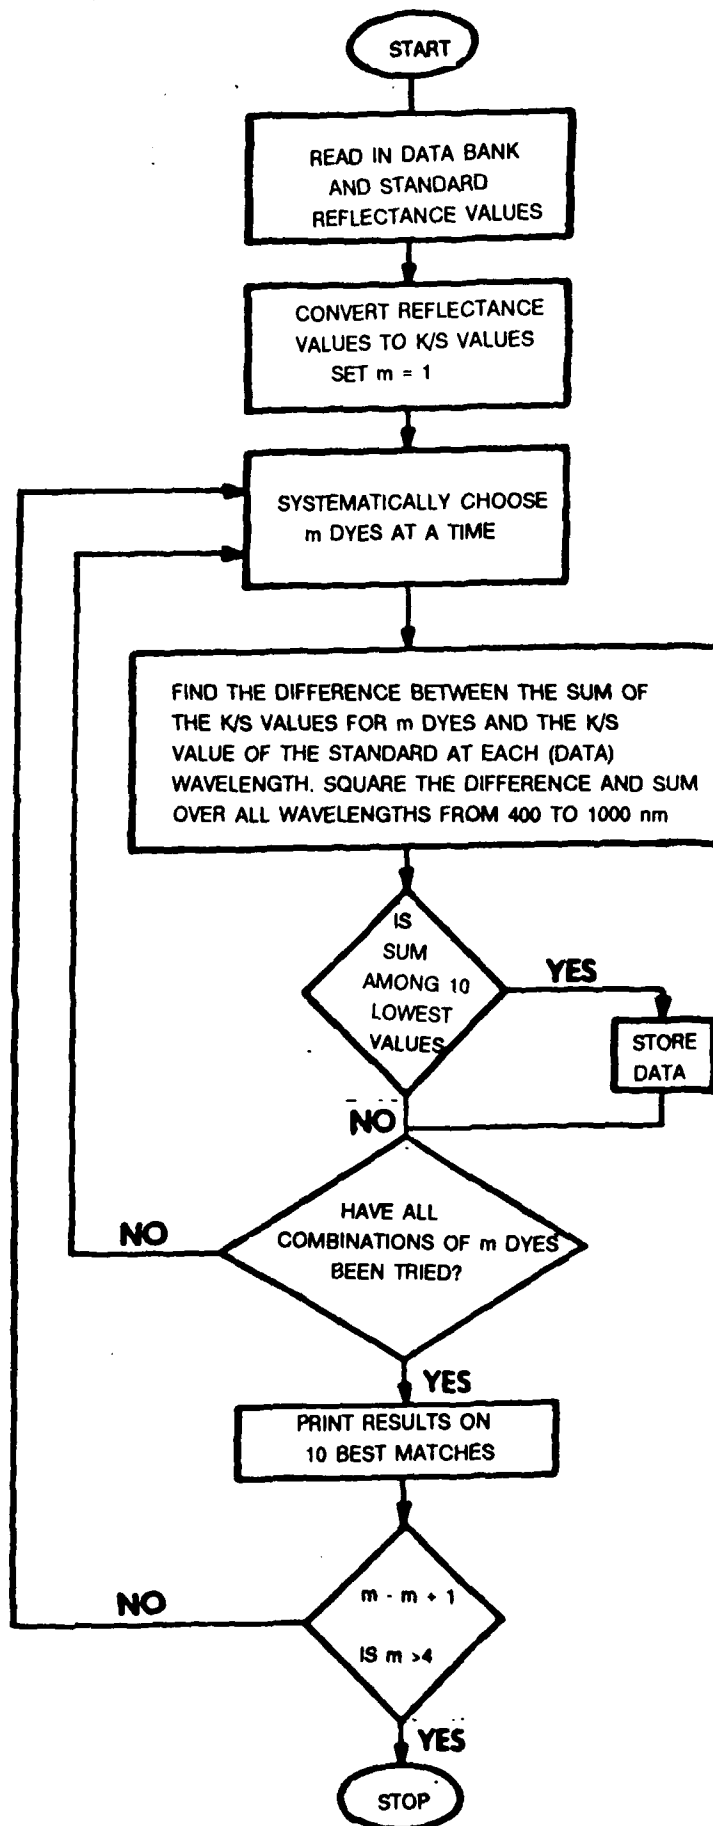 START
READ IN DATA BANK
AND STANDARD
REFLECTANCE VALUES
CONVERT REFLECTANCE
VALUES TO K/S VALUES
SET m = 1
SYSTEMATICALLY CHOOSE
m DYES AT A TIME
FIND THE DIFFERENCE BETWEEN THE SUM OF
THE K/S VALUES FOR m DYES AND THE K/S
VALUE OF THE STANDARD AT EACH (DATA)
WAVELENGTH. SQUARE THE DIFFERENCE AND SUM
OVER ALL WAVELENGTHS FROM 400 TO 1000 nm
IS
SUM
AMONG 10
LOWEST
VALUES
YES
STORE
DATA
NO
HAVE ALL
COMBINATIONS OF m DYES
BEEN TRIED?
NO
YES
PRINT RESULTS ON
10 BEST MATCHES
m - m + 1
IS m >4
NO
YES
STOP